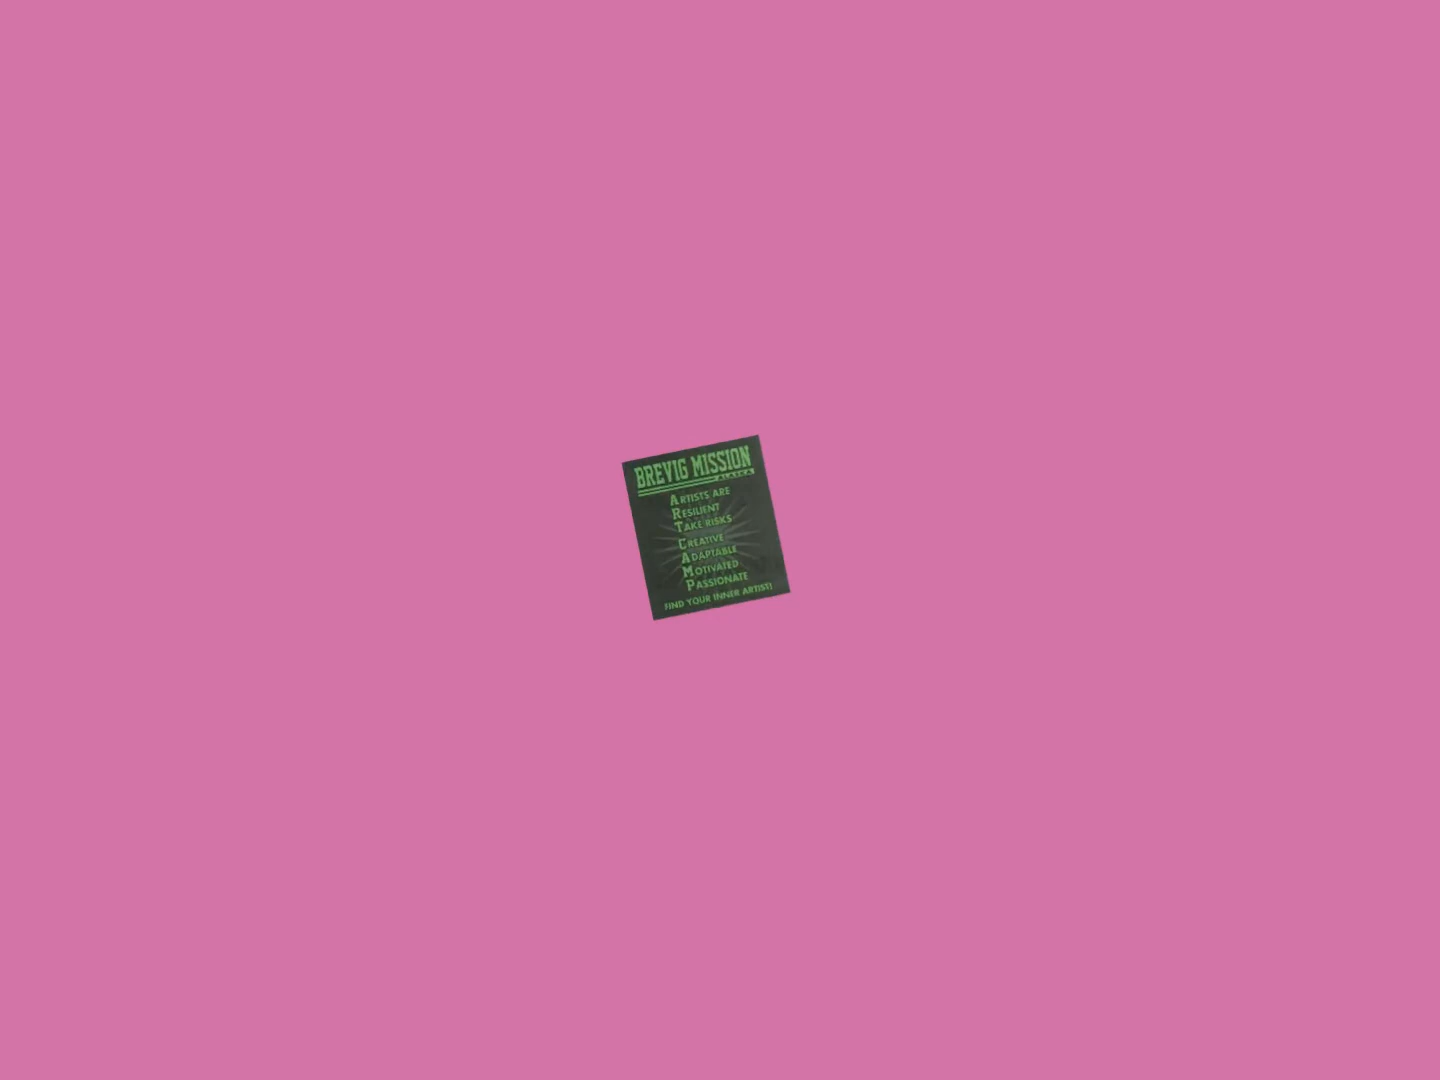 BREVIG MISSION
ALASKA
ARTISTS ARE
RESILIENT
TAKE RISKS
CREATIVE
ADAPTABLE
MOTIVATED
PASSIONATE
FIND YOUR INNER ARTIST!